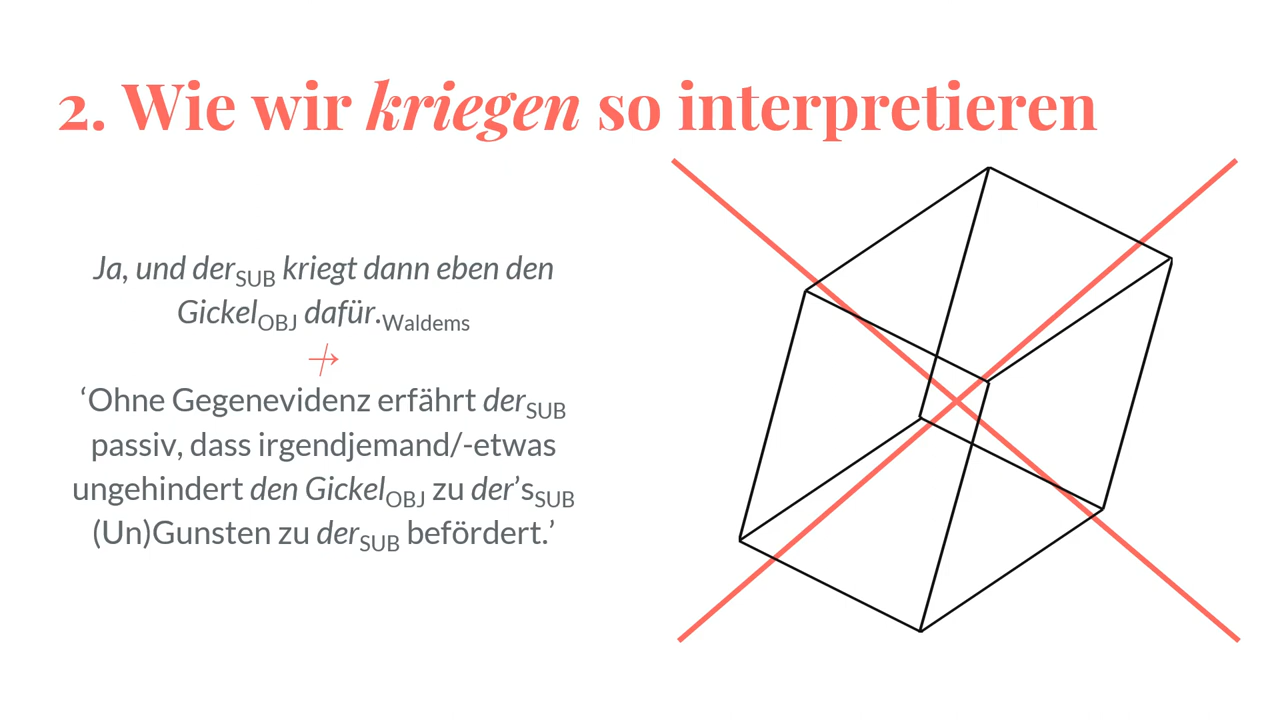 2. Wie wir kriegen so interpretieren
Ja, und derSUB kriegt dann eben den
GickelOBJ dafür.Waldems
↛
‘Ohne Gegenevidenz erfährt derSUB
passiv, dass irgendjemand/-etwas
ungehindert den GickelOBJ zu der’sSUB
(Un)Gunsten zu derSUB befördert.’